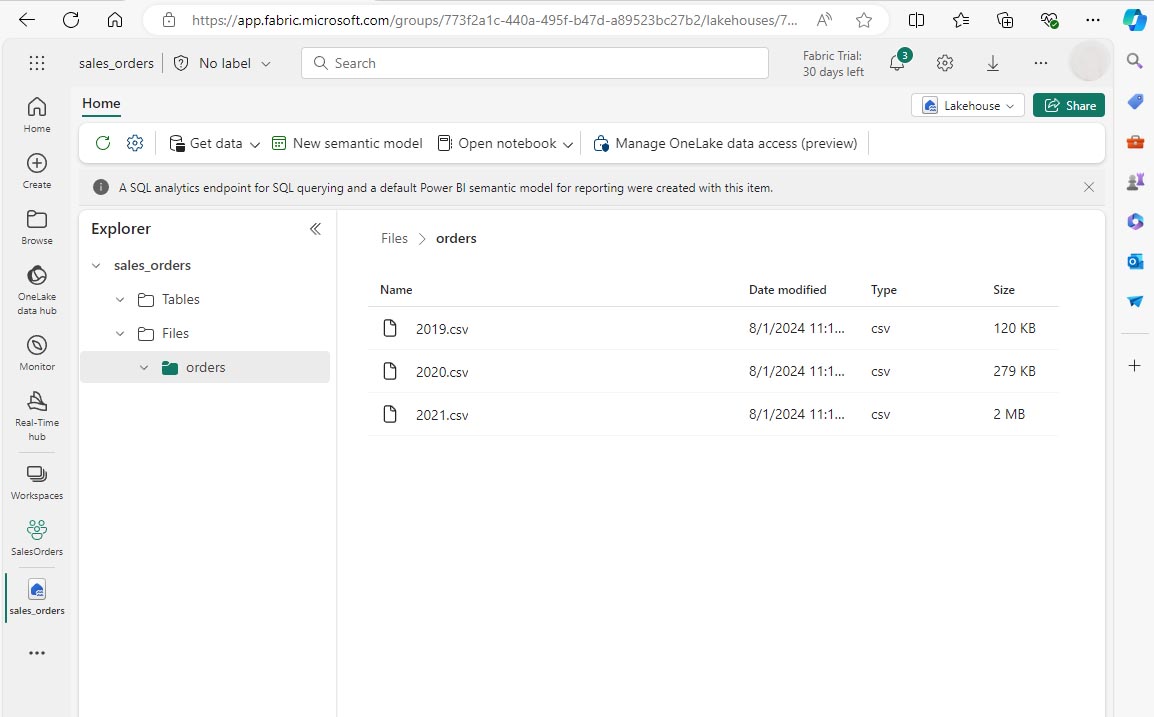 https://app.fabric.microsoft.com/groups/773f2a1c-440a-495f-b47d-a89523bc27b2/lakehouses/7...
sales_orders
No label
Search
Fabric Trial:
30 days left
3
Home
Lakehouse
Share
Get data
New semantic model
Open notebook
Manage OneLake data access (preview)
A SQL analytics endpoint for SQL querying and a default Power BI semantic model for reporting were created with this item.
Home
Create
Browse
OneLake
data hub
Monitor
Real-Time
hub
Workspaces
SalesOrders
sales_orders
Explorer
sales_orders
Tables
Files
orders
Files > orders
Name Date modified Type Size
2019.csv 8/1/2024 11:1... csv 120 KB
2020.csv 8/1/2024 11:1... csv 279 KB
2021.csv 8/1/2024 11:1... csv 2 MB